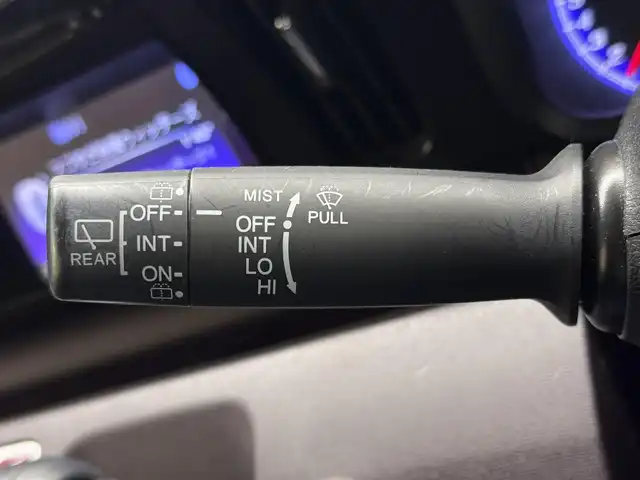 REAR
OFF
INT
ON
MIST
OFF
INT
LO
HI
PULL